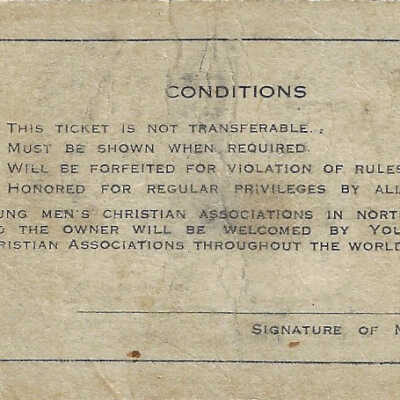 CONDITIONS
THIS TICKET IS NOT TRANSFERABLE.
MUST BE SHOWN WHEN REQUIRED.
WILL BE FORFEITED FOR VIOLATION OF RULES
HONORED FOR REGULAR PRIVILEGES BY ALL
UNG MEN'S CHRISTIAN ASSOCIATIONS IN NORT
THE OWNER WILL BE WELCOMED BY YOU
RISTIAN ASSOCIATIONS THROUGHOUT THE WORLD
SIGNATURE OF